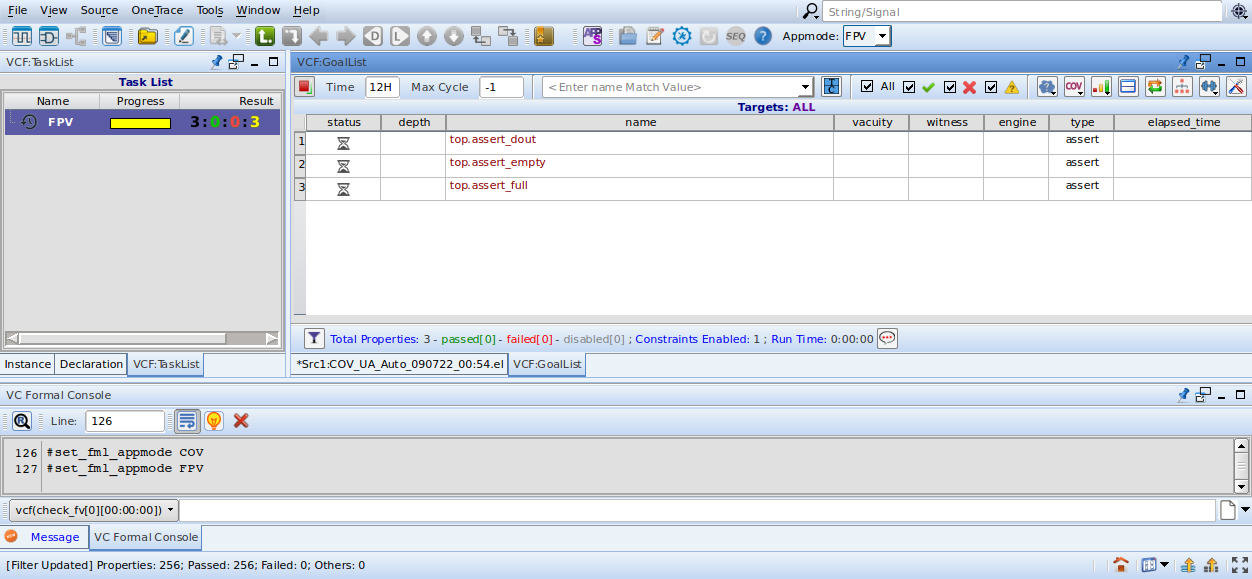 File View Source OneTrace Tools Window Help
String/Signal
SEQ Appmode: FPV
VCF:TaskList
Task List
Name Progress Result
FPV 3:0:0:3
VCF:GoalList
Time 12H Max Cycle -1 <Enter name Match Value> All COV
Targets: ALL
status depth name vacuity witness engine type elapsed_time
1 top.assert_dout assert
2 top.assert_empty assert
3 top.assert_full assert
Total Properties: 3 - passed[0] - failed[0] - disabled[0] ; Constraints Enabled: 1 ; Run Time: 0:00:00
Instance Declaration VCF:TaskList
*Src1:COV_UA_Auto_090722_00:54.el VCF:GoalList
VC Formal Console
Line: 126
126 #set_fml_appmode COV
127 #set_fml_appmode FPV
vcf(check_fv[0][00:00:00])
Message VC Formal Console
[Filter Updated] Properties: 256; Passed: 256; Failed: 0; Others: 0